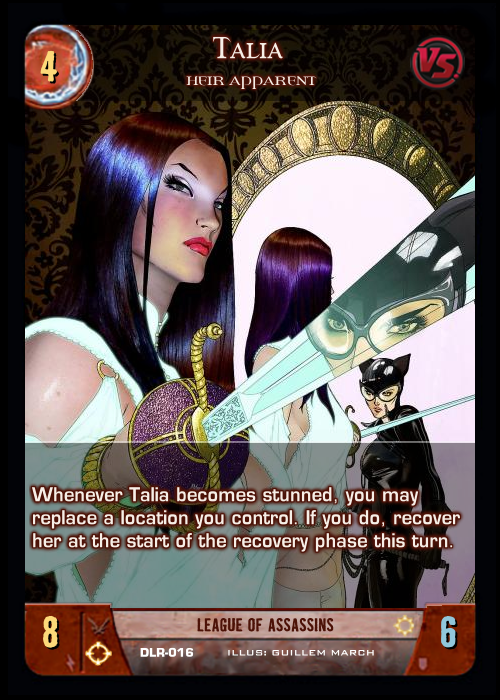 4
Talia
VS
Heir Apparent
Whenever Talia becomes stunned, you may
replace a location you control. If you do, recover
her at the start of the recovery phase this turn.
8
League of Assassins
6
DLR-016 Illus: Guillem March